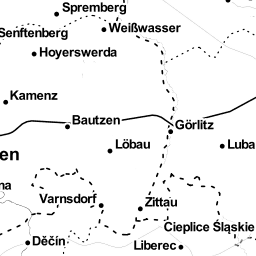 Spremberg
Weißwasser
Senftenberg
Hoyerswerda
Kamenz
Bautzen
Görlitz
Löbau
Luba
en
na
Varnsdorf
Zittau
Cieplice Śląskie
Děčín
Liberec